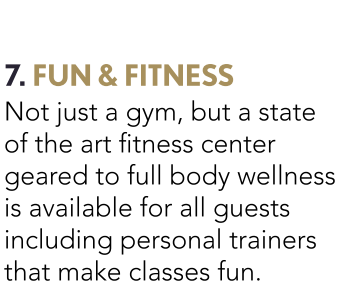 7. FUN & FITNESS
Not just a gym, but a state
of the art fitness center
geared to full body wellness
is available for all guests
including personal trainers
that make classes fun.